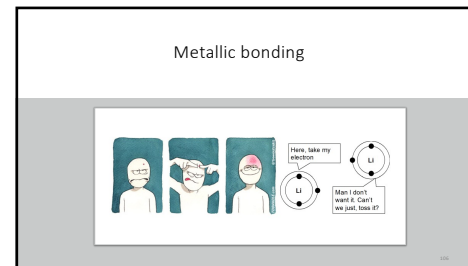 Metallic bonding
Here, take my
electron
Li
Li
Man I don't
want it. Can't
we just, toss it?